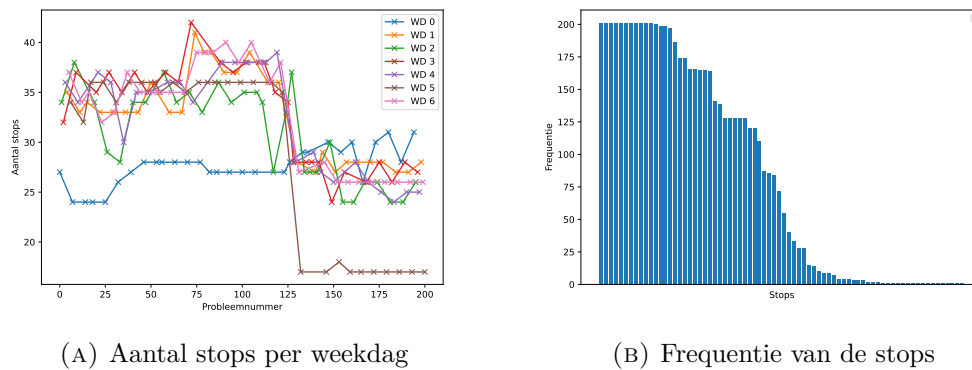 40
35
30
25
20
Aantal stops
0
25
50
75
100
125
150
175
200
Probleemnummer
WD 0
WD 1
WD 2
WD 3
WD 4
WD 5
WD 6
200
175
150
125
100
75
50
25
0
Frequentie
Stops
(A) Aantal stops per weekdag
(B) Frequentie van de stops